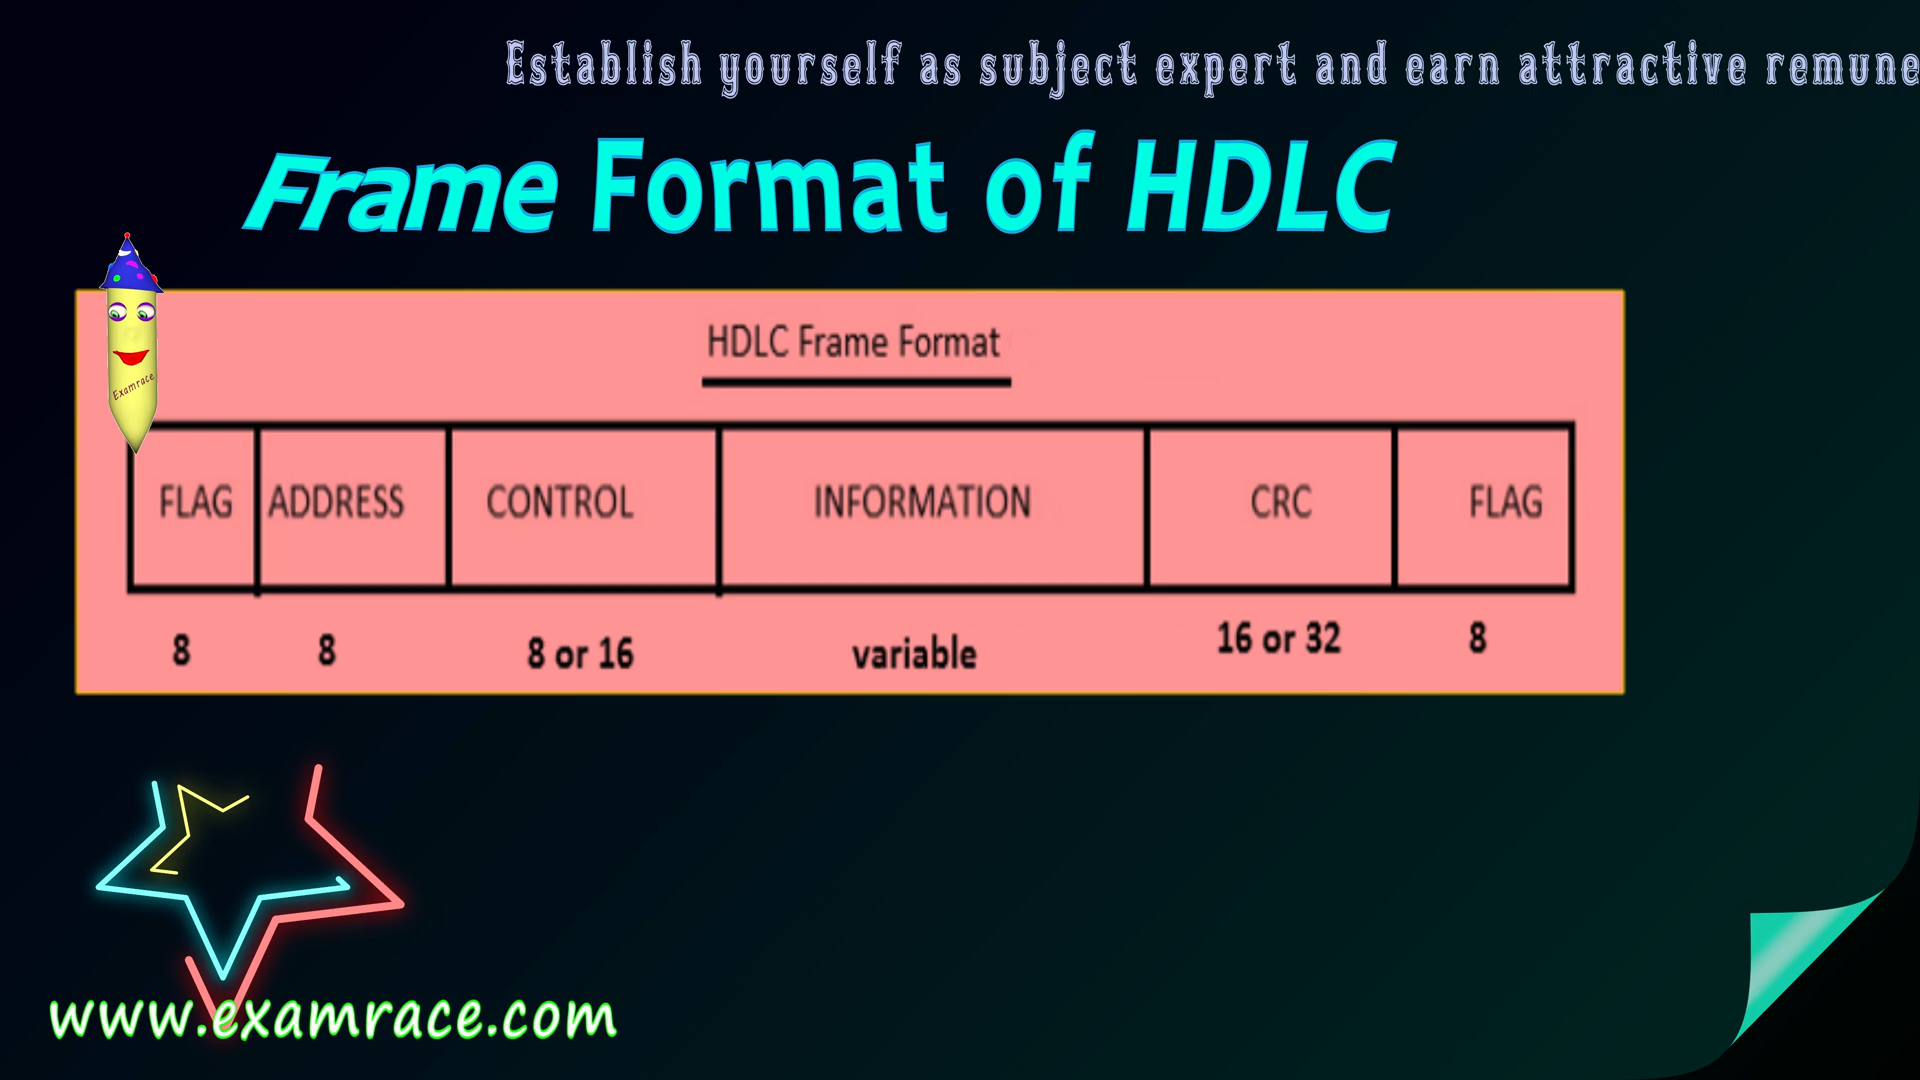 Establish yourself as subject expert and earn attractive
Frame Format of HDLC
HDLC Frame Format
Examrace
FLAG ADDRESS CONTROL INFORMATION CRC FLAG
8 8 8 or 16 variable 16 or 32 8
www.examrace.com